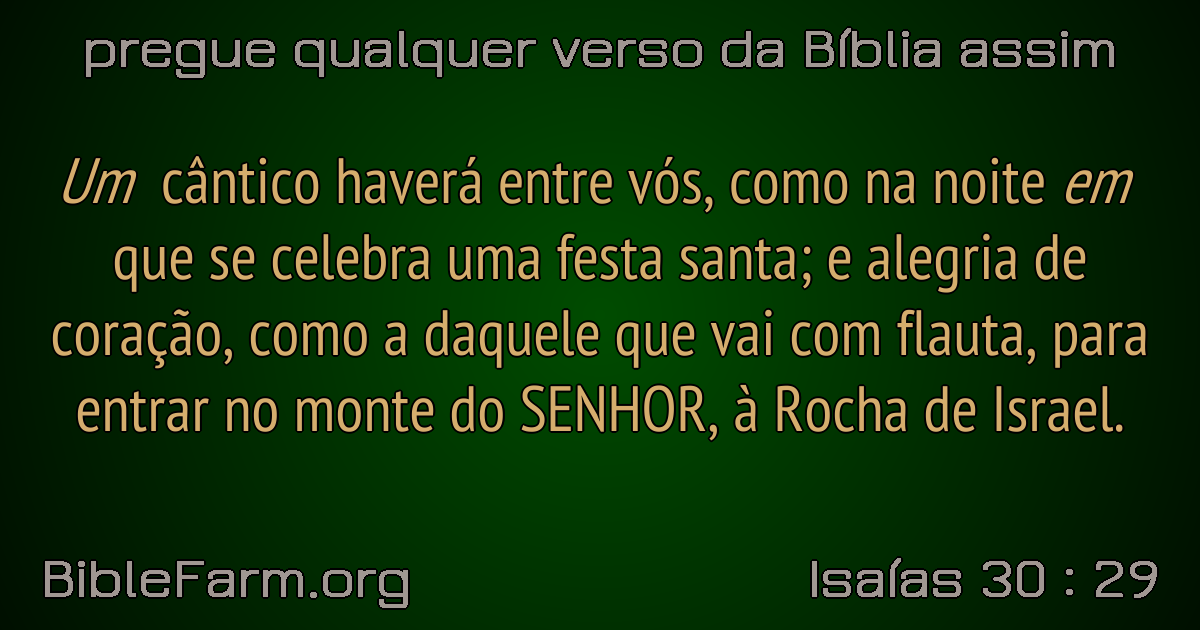 pregue qualquer verso da Bíblia assim
Um cântico haverá entre vós, como na noite em
que se celebra uma festa santa; e alegria de
coração, como a daquele que vai com flauta, para
entrar no monte do SENHOR, à Rocha de Israel.
BibleFarm.org
Isaías 30 : 29